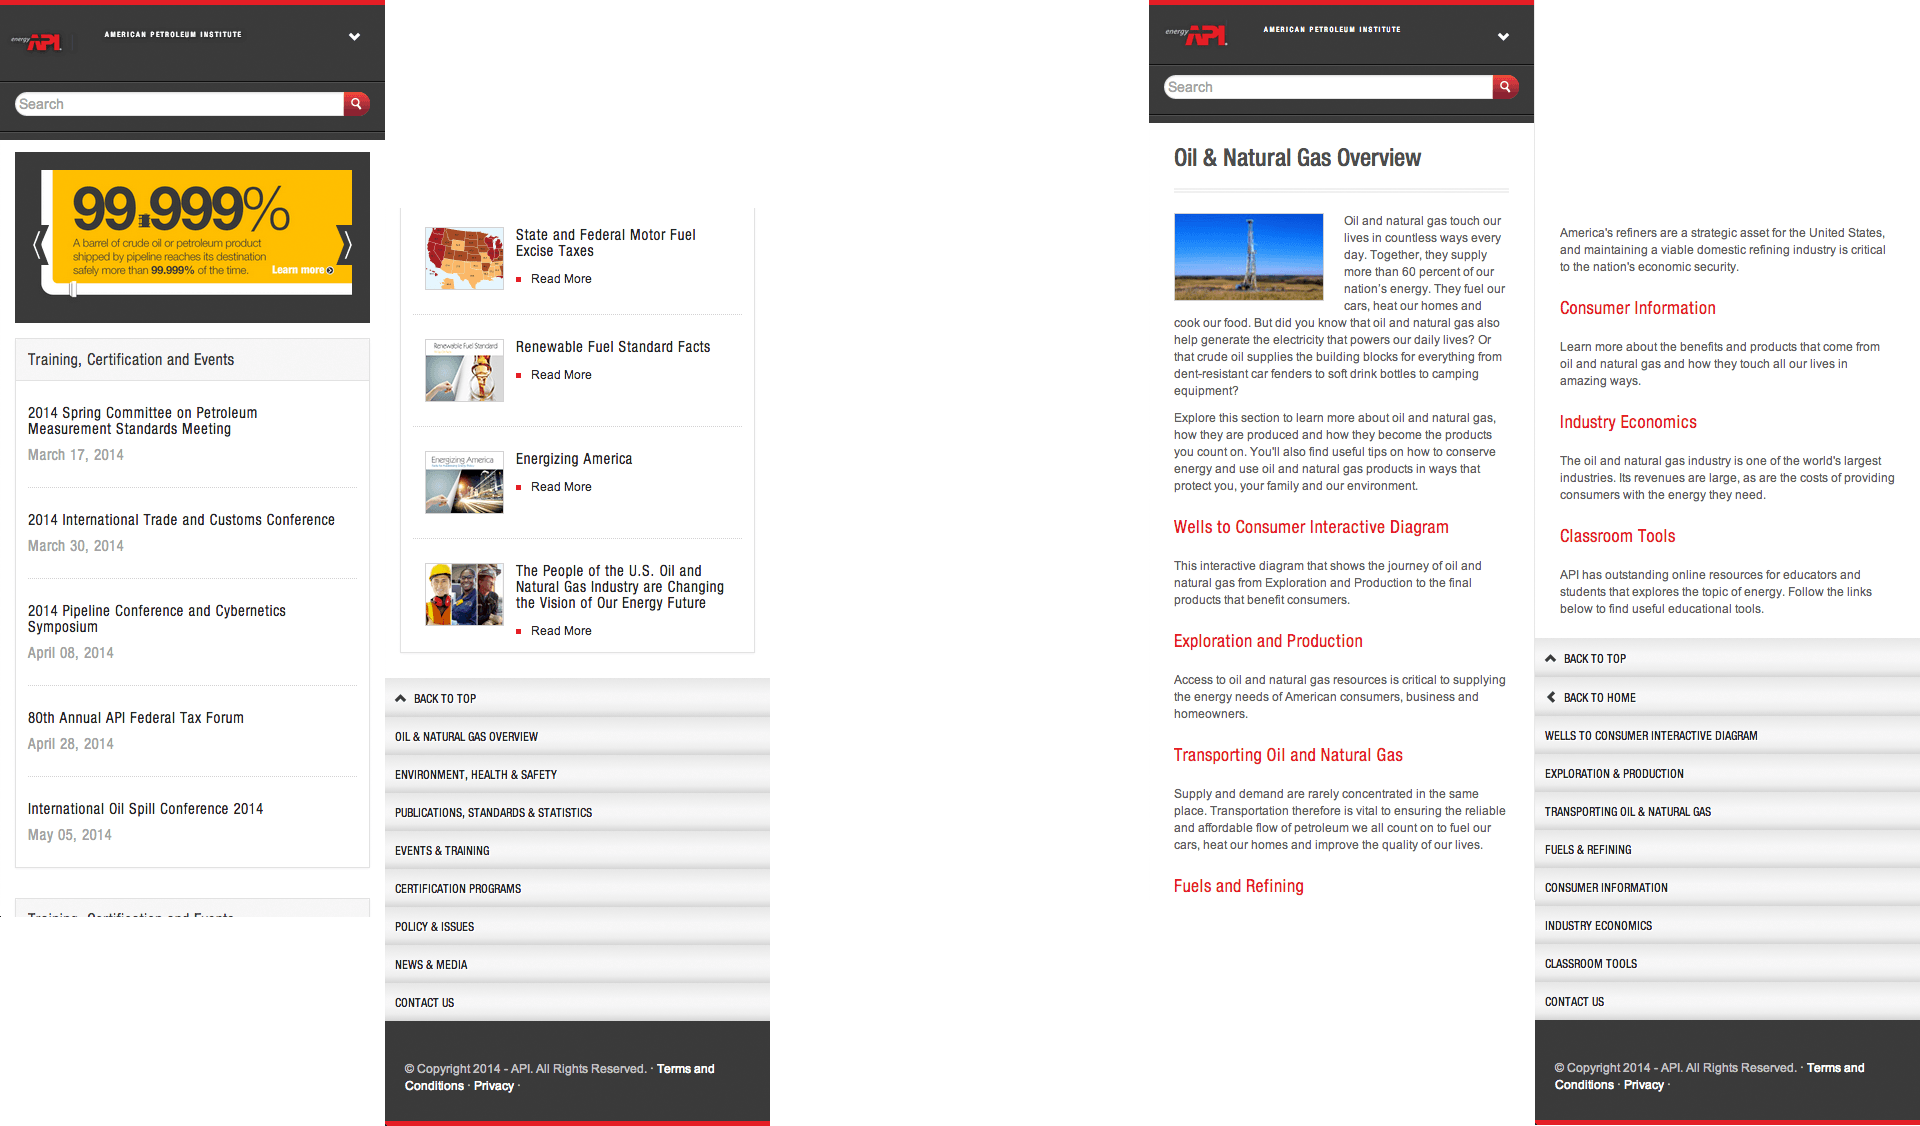 energy API
AMERICAN PETROLEUM INSTITUTE
Search
99.999%
A barrel of crude oil or petroleum product
shipped by pipeline reaches its destination
safely more than 99.999% of the time.
Learn more
Training, Certification and Events
2014 Spring Committee on Petroleum
Measurement Standards Meeting
March 17, 2014
2014 International Trade and Customs Conference
March 30, 2014
2014 Pipeline Conference and Cybernetics
Symposium
April 08, 2014
80th Annual API Federal Tax Forum
April 28, 2014
International Oil Spill Conference 2014
May 05, 2014
Training, Certification and Events
State and Federal Motor Fuel
Excise Taxes
Read More
Renewable Fuel Standard
Renewable Fuel Standard Facts
Read More
Energizing America
Energizing America
Read More
The People of the U.S. Oil and
Natural Gas Industry are Changing
the Vision of Our Energy Future
Read More
BACK TO TOP
OIL & NATURAL GAS OVERVIEW
ENVIRONMENT, HEALTH & SAFETY
PUBLICATIONS, STANDARDS & STATISTICS
EVENTS & TRAINING
CERTIFICATION PROGRAMS
POLICY & ISSUES
NEWS & MEDIA
CONTACT US
© Copyright 2014 - API. All Rights Reserved. · Terms and
Conditions · Privacy ·
energy API
AMERICAN PETROLEUM INSTITUTE
Search
Oil & Natural Gas Overview
Oil and natural gas touch our
lives in countless ways every
day. Together, they supply
more than 60 percent of our
nation's energy. They fuel our
cars, heat our homes and
cook our food. But did you know that oil and natural gas also
help generate the electricity that powers our daily lives? Or
that crude oil supplies the building blocks for everything from
dent-resistant car fenders to soft drink bottles to camping
equipment?
Explore this section to learn more about oil and natural gas,
how they are produced and how they become the products
you count on. You'll also find useful tips on how to conserve
energy and use oil and natural gas products in ways that
protect you, your family and our environment.
Wells to Consumer Interactive Diagram
This interactive diagram that shows the journey of oil and
natural gas from Exploration and Production to the final
products that benefit consumers.
Exploration and Production
Access to oil and natural gas resources is critical to supplying
the energy needs of American consumers, business and
homeowners.
Transporting Oil and Natural Gas
Supply and demand are rarely concentrated in the same
place. Transportation therefore is vital to ensuring the reliable
and affordable flow of petroleum we all count on to fuel our
cars, heat our homes and improve the quality of our lives.
Fuels and Refining
America's refiners are a strategic asset for the United States,
and maintaining a viable domestic refining industry is critical
to the nation's economic security.
Consumer Information
Learn more about the benefits and products that come from
oil and natural gas and how they touch all our lives in
amazing ways.
Industry Economics
The oil and natural gas industry is one of the world's largest
industries. Its revenues are large, as are the costs of providing
consumers with the energy they need.
Classroom Tools
API has outstanding online resources for educators and
students that explores the topic of energy. Follow the links
below to find useful educational tools.
BACK TO TOP
BACK TO HOME
WELLS TO CONSUMER INTERACTIVE DIAGRAM
EXPLORATION & PRODUCTION
TRANSPORTING OIL & NATURAL GAS
FUELS & REFINING
CONSUMER INFORMATION
INDUSTRY ECONOMICS
CLASSROOM TOOLS
CONTACT US
© Copyright 2014 - API. All Rights Reserved. · Terms and
Conditions · Privacy ·